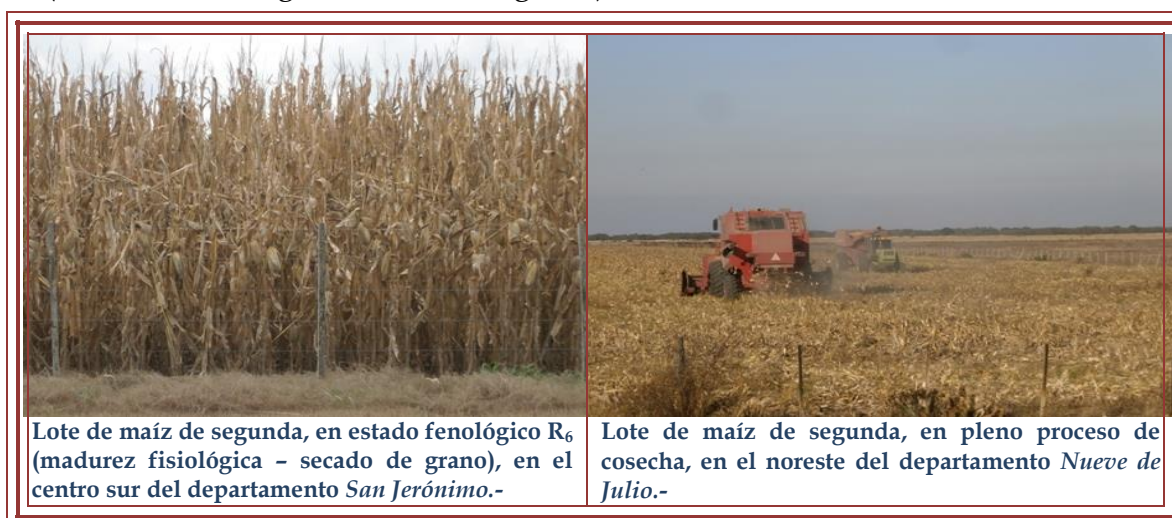 Lote de maíz de segunda, en estado fenológico R₆
(madurez fisiológica – secado de grano), en el
centro sur del departamento San Jerónimo.-
Lote de maíz de segunda, en pleno proceso de
cosecha, en el noreste del departamento Nueve de
Julio.-